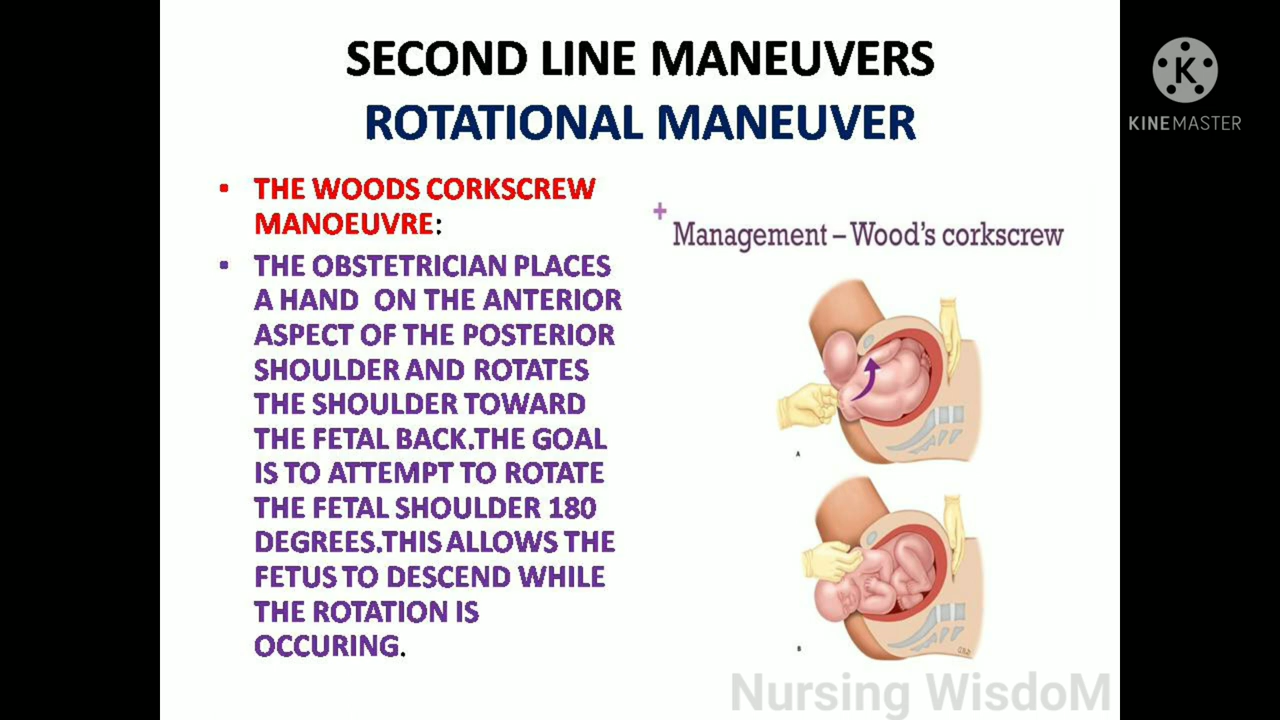 SECOND LINE MANEUVERS
ROTATIONAL MANEUVER
• THE WOODS CORKSCREW
MANOEUVRE:
• THE OBSTETRICIAN PLACES
A HAND ON THE ANTERIOR
ASPECT OF THE POSTERIOR
SHOULDER AND ROTATES
THE SHOULDER TOWARD
THE FETAL BACK.THE GOAL
IS TO ATTEMPT TO ROTATE
THE FETAL SHOULDER 180
DEGREES.THIS ALLOWS THE
FETUS TO DESCEND WHILE
THE ROTATION IS
OCCURING.
+
Management – Wood's corkscrew
A
B
Nursing WisdoM
K
KINEMASTER